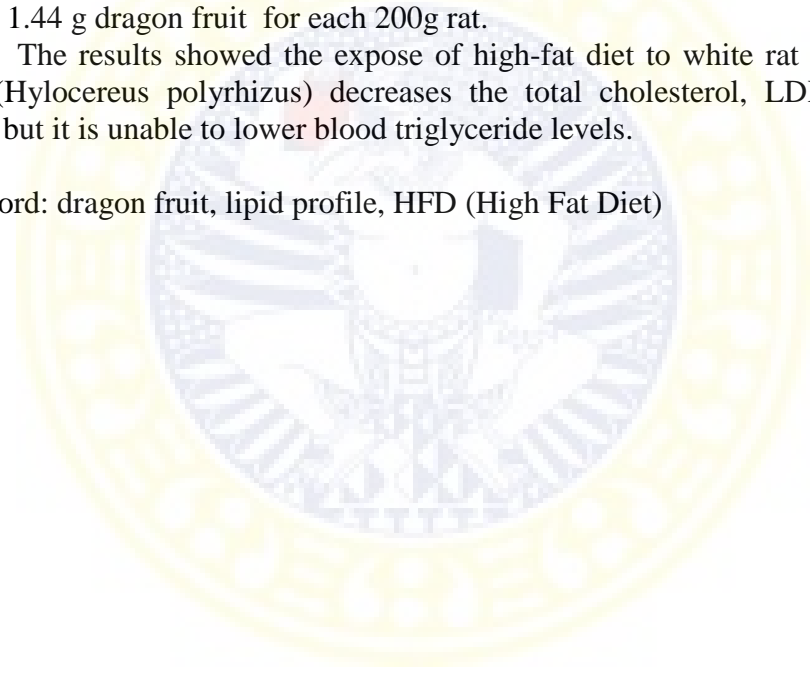 1.44 g dragon fruit for each 200g rat.
The results showed the expose of high-fat diet to white rat
(Hylocereus polyrhizus) decreases the total cholesterol,
but it is unable to lower blood triglyceride levels.
dragon fruit, lipid profile, HFD (High Fat Diet)